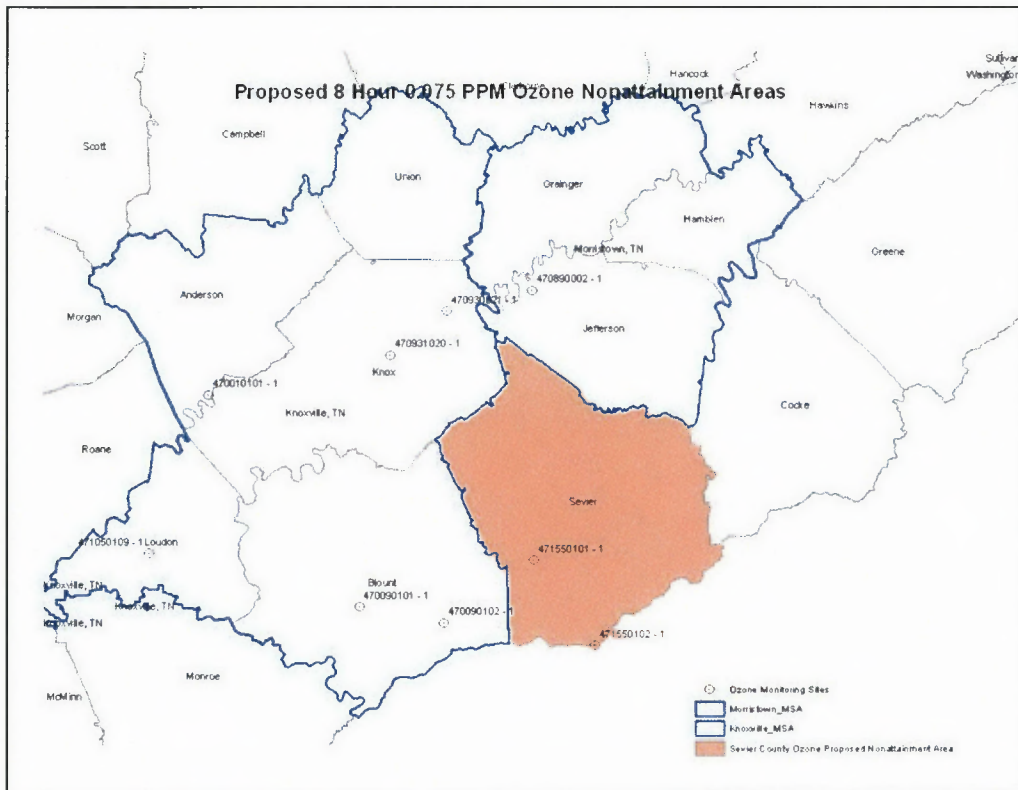 Proposed 8 Hour 0.075 PPM Ozone Nonattainment Areas
Hancock
Sullivan
Washington
Hawkins
Campbell
Scott
Union
Grainger
Hamblen
Morristown, TN
Greene
470890002 - 1
Anderson
Morgan
Jefferson
470931020 - 1
Knox
470010101 - 1
Knoxville, TN
Cocke
Roane
Sevier
471050109 - 1 Loudon
471550101 - 1
Knoxville, TN
Blount
470090101 - 1
Knoxville, TN
Knoxville, TN
470090102 - 1
471550102 - 1
Monroe
McMinn
Ozone Monitoring Sites
Morristown_MSA
Knoxville_MSA
Sevier County Ozone Proposed Nonattainment Area